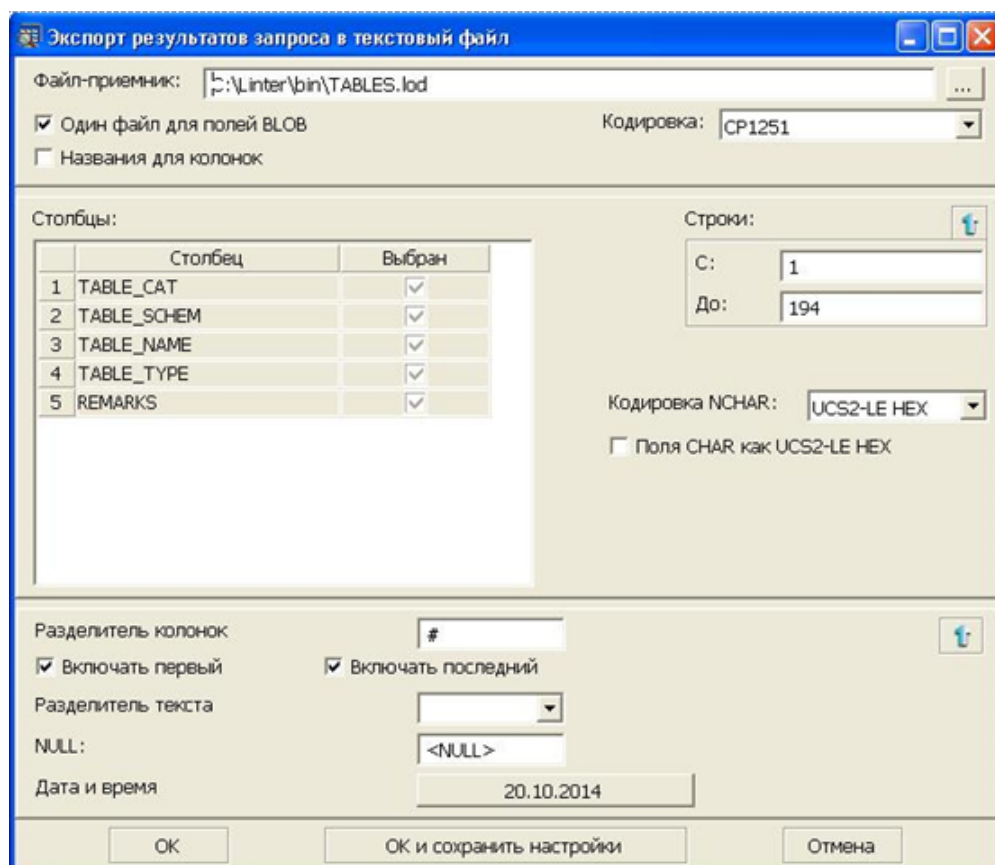 Экспорт результатов запроса в текстовый файл
Файл-приемник: C:\Linter\bin\TABLES.lod ...
Один файл для полей BLOB Кодировка: CP1251
Названия для колонок
Столбцы: Строки:
Столбец Выбран
С: 1
1 TABLE_CAT
2 TABLE_SCHEM
До: 194
3 TABLE_NAME
4 TABLE_TYPE
5 REMARKS
Кодировка NCHAR: UCS2-LE HEX
Поля CHAR как UCS2-LE HEX
Разделитель колонок #
Включать первый Включать последний
Разделитель текста
NULL: <NULL>
Дата и время 20.10.2014
OK OK и сохранить настройки Отмена